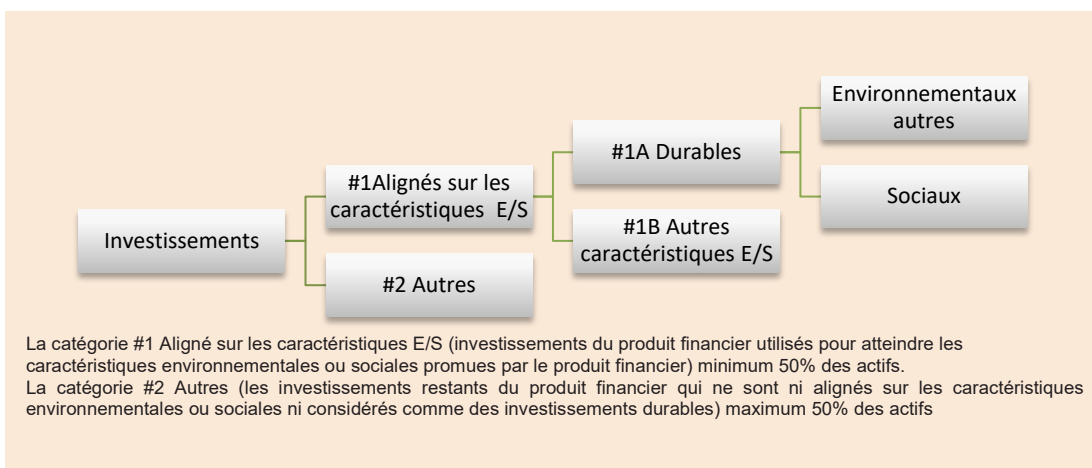 Environnementaux
autres
#1A Durables
#1Alignés sur les
caractéristiques E/S
Sociaux
#1B Autres
caractéristiques E/S
Investissements
#2 Autres
La catégorie #1 Aligné sur les caractéristiques E/S (investissements du produit financier utilisés pour atteindre les
caractéristiques environnementales ou sociales promues par le produit financier) minimum 50% des actifs.
La catégorie #2 Autres (les investissements restants du produit financier qui ne sont ni alignés sur les caractéristiques
environnementales ou sociales ni considérés comme des investissements durables) maximum 50% des actifs